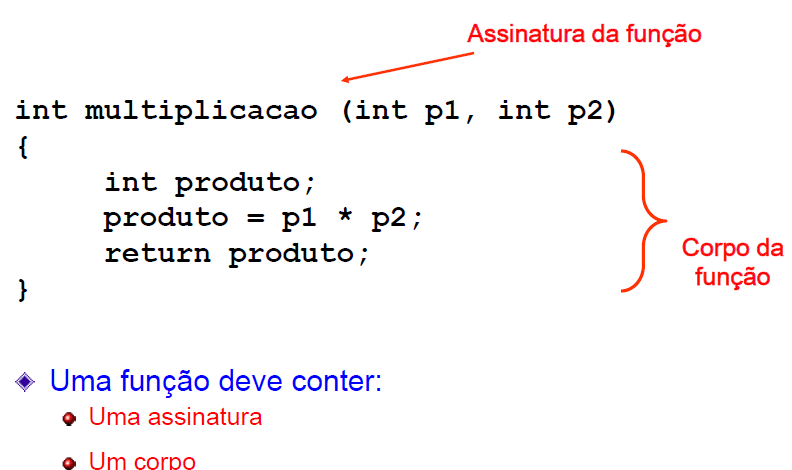 Assinatura da função
int multiplicacao (int p1, int p2)
{
int produto;
produto = p1 * p2;
return produto;
}
Corpo da
função
Uma função deve conter:
Uma assinatura
Um corpo